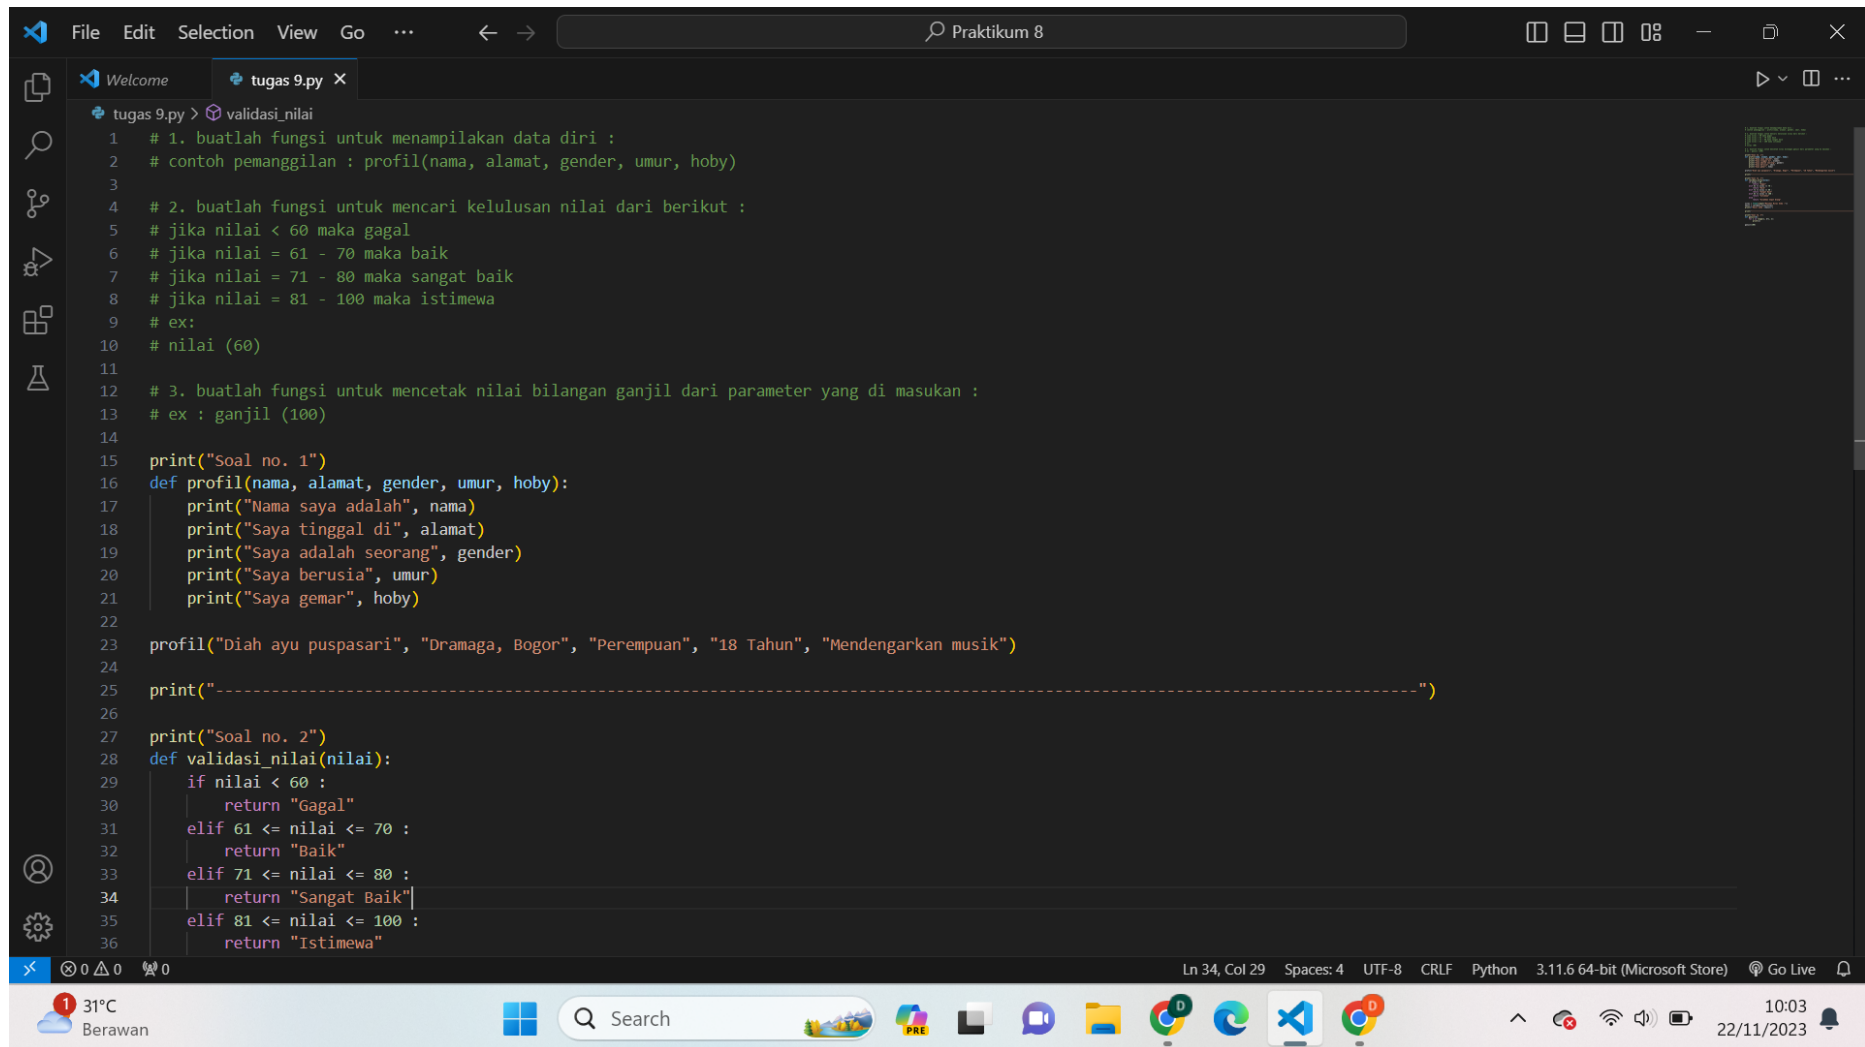 File Edit Selection View Go ··· Praktikum 8
Welcome tugas 9.py
tugas 9.py > validasi_nilai
1 # 1. buatlah fungsi untuk menampilakan data diri :
2 # contoh pemanggilan : profil(nama, alamat, gender, umur, hoby)
3
4 # 2. buatlah fungsi untuk mencari kelulusan nilai dari berikut :
5 # jika nilai < 60 maka gagal
6 # jika nilai = 61 - 70 maka baik
7 # jika nilai = 71 - 80 maka sangat baik
8 # jika nilai = 81 - 100 maka istimewa
9 # ex:
10 # nilai (60)
11
12 # 3. buatlah fungsi untuk mencetak nilai bilangan ganjil dari parameter yang di masukan :
13 # ex : ganjil (100)
14
15 print("Soal no. 1")
16 def profil(nama, alamat, gender, umur, hoby):
17     print("Nama saya adalah", nama)
18     print("Saya tinggal di", alamat)
19     print("Saya adalah seorang", gender)
20     print("Saya berusia", umur)
21     print("Saya gemar", hoby)
22
23 profil("Diah ayu puspasari", "Dramaga, Bogor", "Perempuan", "18 Tahun", "Mendengarkan musik")
24
25 print("---------------------------------------------------------------------------------------------------------------------------------")
26
27 print("Soal no. 2")
28 def validasi_nilai(nilai):
29     if nilai < 60 :
30         return "Gagal"
31     elif 61 <= nilai <= 70 :
32         return "Baik"
33     elif 71 <= nilai <= 80 :
34         return "Sangat Baik"
35     elif 81 <= nilai <= 100 :
36         return "Istimewa"
0 0 0 Ln 34, Col 29 Spaces: 4 UTF-8 CRLF Python 3.11.6 64-bit (Microsoft Store) Go Live
1 31°C
Berawan
Search
PRE
D
D
10:03
22/11/2023